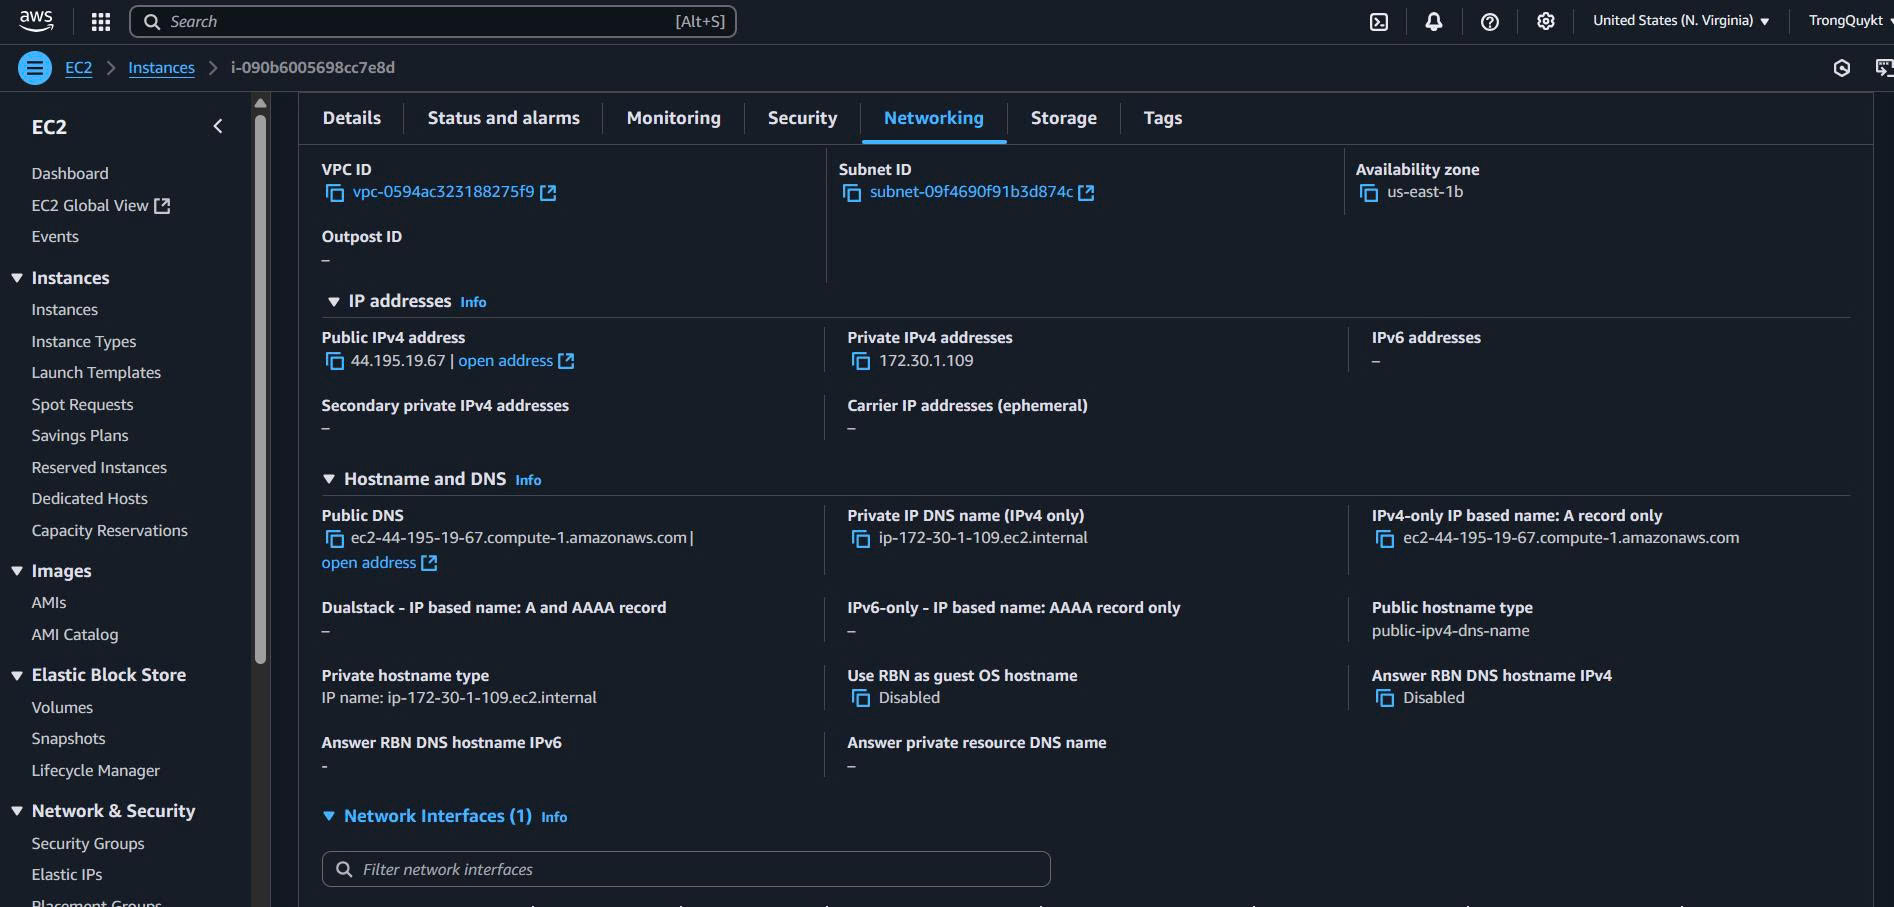 aws
Search [Alt+S]
United States (N. Virginia)
TrongQuykt
EC2
Instances
i-090b6005698cc7e8d
EC2
Dashboard
EC2 Global View
Events
Instances
Instances
Instance Types
Launch Templates
Spot Requests
Savings Plans
Reserved Instances
Dedicated Hosts
Capacity Reservations
Images
AMIs
AMI Catalog
Elastic Block Store
Volumes
Snapshots
Lifecycle Manager
Network & Security
Security Groups
Elastic IPs
Placement Groups
Details
Status and alarms
Monitoring
Security
Networking
Storage
Tags
VPC ID
vpc-0594ac323188275f9
Subnet ID
subnet-09f4690f91b3d874c
Availability zone
us-east-1b
Outpost ID
–
IP addresses Info
Public IPv4 address
44.195.19.67 | open address
Private IPv4 addresses
172.30.1.109
IPv6 addresses
–
Secondary private IPv4 addresses
–
Carrier IP addresses (ephemeral)
–
Hostname and DNS Info
Public DNS
ec2-44-195-19-67.compute-1.amazonaws.com |
open address
Private IP DNS name (IPv4 only)
ip-172-30-1-109.ec2.internal
IPv4-only IP based name: A record only
ec2-44-195-19-67.compute-1.amazonaws.com
Dualstack - IP based name: A and AAAA record
–
IPv6-only - IP based name: AAAA record only
–
Public hostname type
public-ipv4-dns-name
Private hostname type
IP name: ip-172-30-1-109.ec2.internal
Use RBN as guest OS hostname
Disabled
Answer RBN DNS hostname IPv4
Disabled
Answer RBN DNS hostname IPv6
-
Answer private resource DNS name
–
Network Interfaces (1) Info
Filter network interfaces